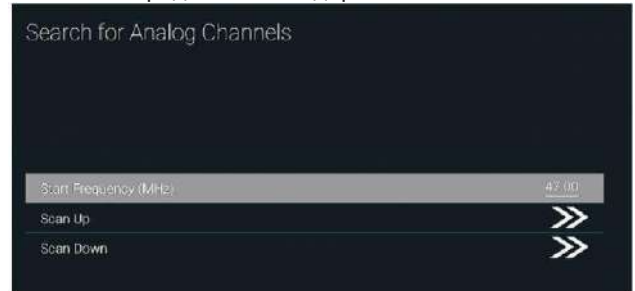 Search for Analog Channels
Start Frequency (MHz) 47.00
Scan Up
Scan Down